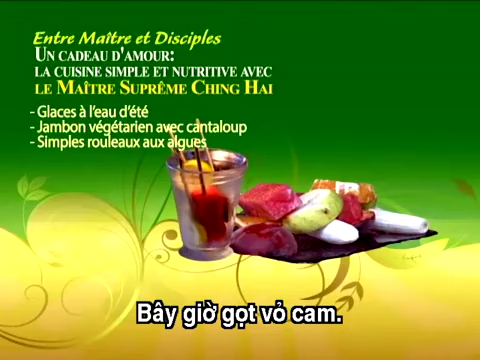 Entre Maître et Disciples
UN CADEAU D'AMOUR:
LA CUISINE SIMPLE ET NUTRITIVE AVEC
LE MAÎTRE SUPRÊME CHING HAI
- Glaces à l'eau d'été
- Jambon végétarien avec cantaloup
- Simples rouleaux aux algues
Bây giờ gọt vỏ cam.